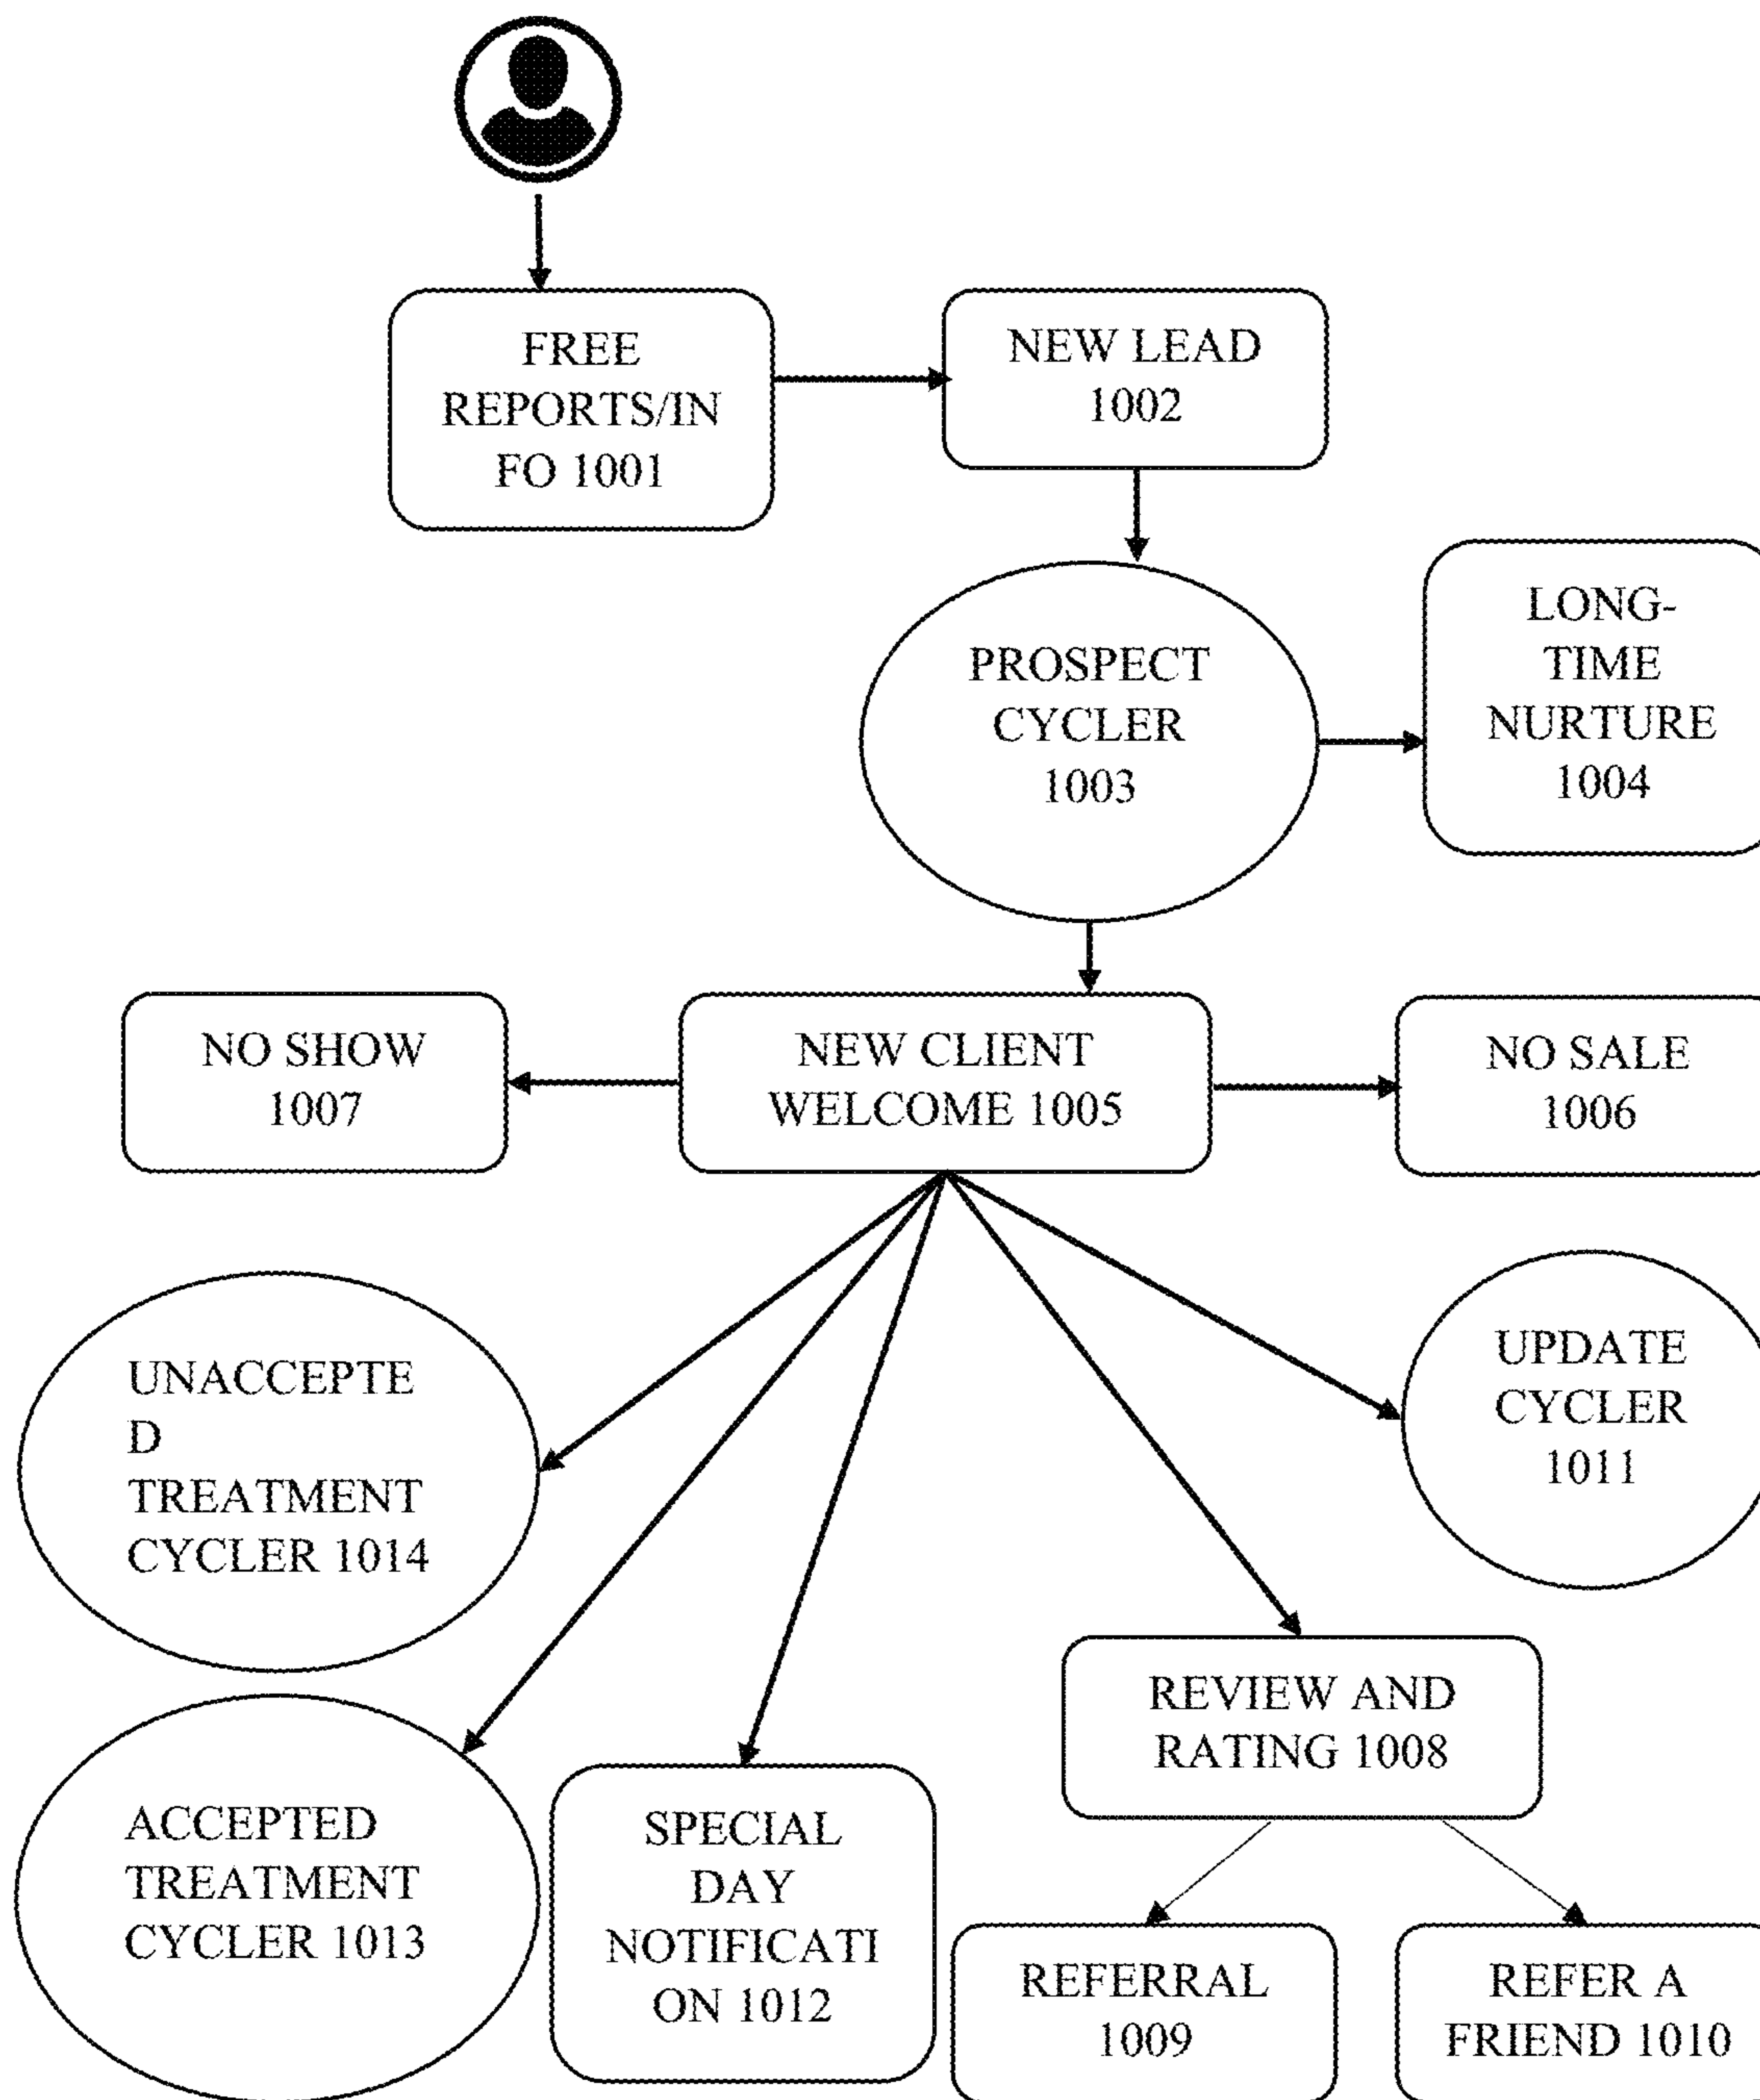 FREE
REPORTS/IN
FO 1001
NEW LEAD
1002
PROSPECT
CYCLER
1003
LONG-
TIME
NURTURE
1004
NO SHOW
1007
NEW CLIENT
WELCOME 1005
NO SALE
1006
UNACCEPTE
D
TREATMENT
CYCLER 1014
UPDATE
CYCLER
1011
REVIEW AND
RATING 1008
ACCEPTED
TREATMENT
CYCLER 1013
SPECIAL
DAY
NOTIFICATI
ON 1012
REFERRAL
1009
REFER A
FRIEND 1010